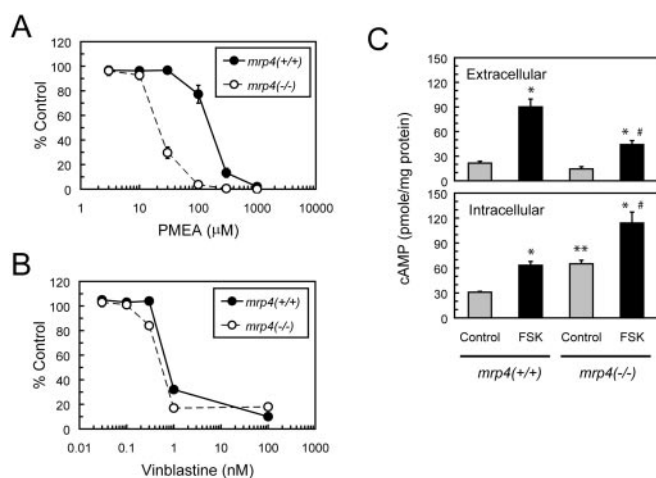 A
120
100
80
60
40
20
0
% Control
mrp4(+/+)
mrp4(-/-)
1 10 100 1000 10000
PMEA (μM)
B
120
100
80
60
40
20
0
% Control
mrp4(+/+)
mrp4(-/-)
0.01 0.1 1 10 100 1000
Vinblastine (nM)
C
cAMP (pmole/mg protein)
Extracellular
150
120
90
60
30
0
*
* #
Intracellular
150
120
90
60
30
0
*
**
* #
Control FSK Control FSK
mrp4(+/+) mrp4(-/-)